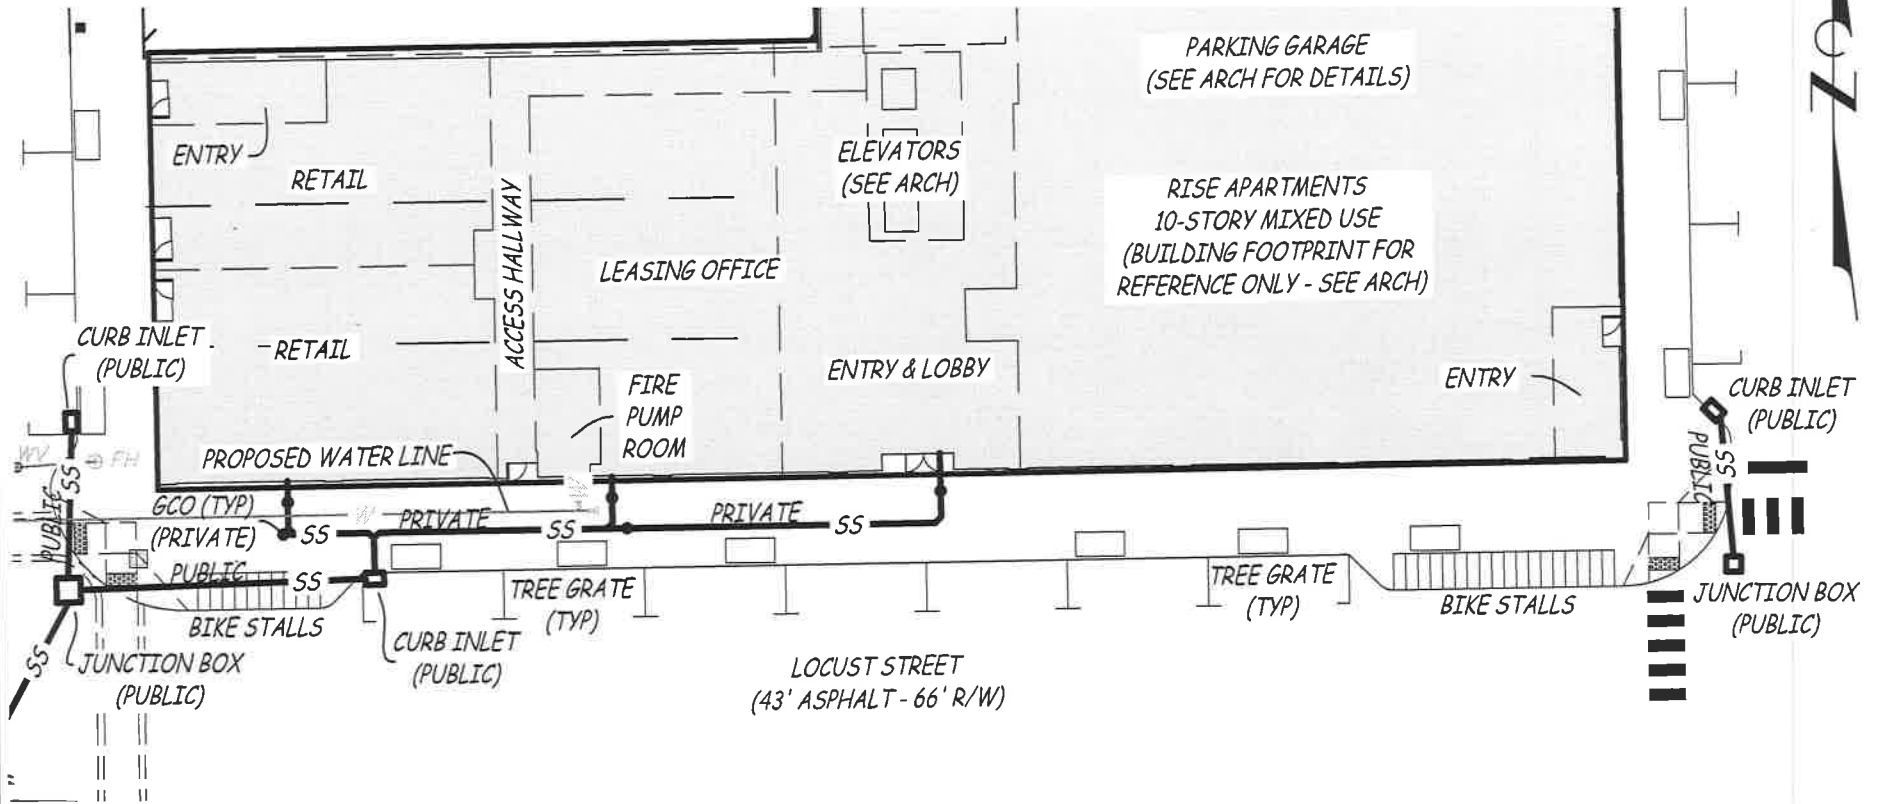 PARKING GARAGE
(SEE ARCH FOR DETAILS)
ENTRY
RETAIL
ACCESS HALLWAY
ELEVATORS
(SEE ARCH)
RISE APARTMENTS
10-STORY MIXED USE
(BUILDING FOOTPRINT FOR
REFERENCE ONLY - SEE ARCH)
LEASING OFFICE
CURB INLET
(PUBLIC)
RETAIL
ENTRY & LOBBY
FIRE
PUMP
ROOM
ENTRY
CURB INLET
(PUBLIC)
PROPOSED WATER LINE
WV
FH
SS
PUBLIC
PUBLIC
SS
GCO (TYP)
(PRIVATE)
W
WV
SS
PRIVATE
SS
PRIVATE
SS
PUBLIC
SS
BIKE STALLS
TREE GRATE
(TYP)
TREE GRATE
(TYP)
BIKE STALLS
JUNCTION BOX
(PUBLIC)
SS
JUNCTION BOX
(PUBLIC)
CURB INLET
(PUBLIC)
LOCUST STREET
(43' ASPHALT - 66' R/W)